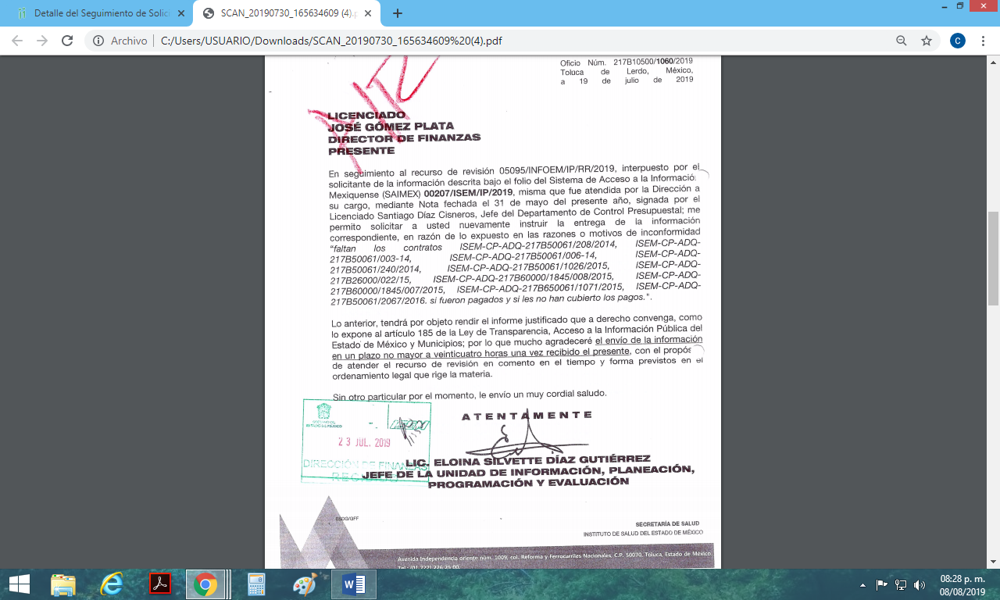 Detalle del Seguimiento de Solici
SCAN_20190730_165634609 (4).p
Archivo
C:/Users/USUARIO/Downloads/SCAN_20190730_165634609%20(4).pdf
C
Oficio Núm. 217B10500/1060/2019
Toluca de Lerdo, México,
a 19 de julio de 2019
LICENCIADO
JOSÉ GÓMEZ PLATA
DIRECTOR DE FINANZAS
PRESENTE
En seguimiento al recurso de revisión 05095/INFOEM/IP/RR/2019, interpuesto por el
solicitante de la información descrita bajo el folio del Sistema de Acceso a la Informació
Mexiquense (SAIMEX) 00207/ISEM/IP/2019, misma que fue atendida por la Dirección a
su cargo, mediante Nota fechada el 31 de mayo del presente año, signada por el
Licenciado Santiago Díaz Cisneros, Jefe del Departamento de Control Presupuestal; me
permito solicitar a usted nuevamente instruir la entrega de la información
correspondiente, en razón de lo expuesto en las razones o motivos de inconformidad
“faltan los contratos ISEM-CP-ADQ-217B50061/208/2014, ISEM-CP-ADQ-
217B50061/003-14, ISEM-CP-ADQ-217B50061/006-14, ISEM-CP-ADQ-
217B50061/240/2014, ISEM-CP-ADQ-217B50061/1026/2015, ISEM-CP-ADQ-
217B26000/022/15, ISEM-CP-ADQ-217B60000/1845/008/2015, ISEM-CP-ADQ-
217B60000/1845/007/2015, ISEM-CP-ADQ-217B650061/1071/2015, ISEM-CP-ADQ-
217B50061/2067/2016. si fueron pagados y si les no han cubierto los pagos.".
Lo anterior, tendrá por objeto rendir el informe justificado que a derecho convenga, como
lo expone al artículo 185 de la Ley de Transparencia, Acceso a la Información Pública del
Estado de México y Municipios; por lo que mucho agradeceré el envío de la información
en un plazo no mayor a veinticuatro horas una vez recibido el presente, con el propós
de atender el recurso de revisión en comento en el tiempo y forma previstos en el
ordenamiento legal que rige la materia.
Sin otro particular por el momento, le envío un muy cordial saludo.
ATENTAMENTE
ESTADO DE MÉXICO
23 JUL. 2019
DIRECCIÓN DE FINANZAS
RECIBIDO
LIC. ELOINA SILVETTE DÍAZ GUTIÉRREZ
JEFE DE LA UNIDAD DE INFORMACIÓN, PLANEACIÓN,
PROGRAMACIÓN Y EVALUACIÓN
ESDG/GFF
SECRETARÍA DE SALUD
INSTITUTO DE SALUD DEL ESTADO DE MÉXICO
Avenida Independencia oriente núm. 1009, col. Reforma y Ferrocarriles Nacionales, C.P. 50070, Toluca, Estado de México.
Tel.: (01 722) 226 25 00.
08:28 p. m.
08/08/2019